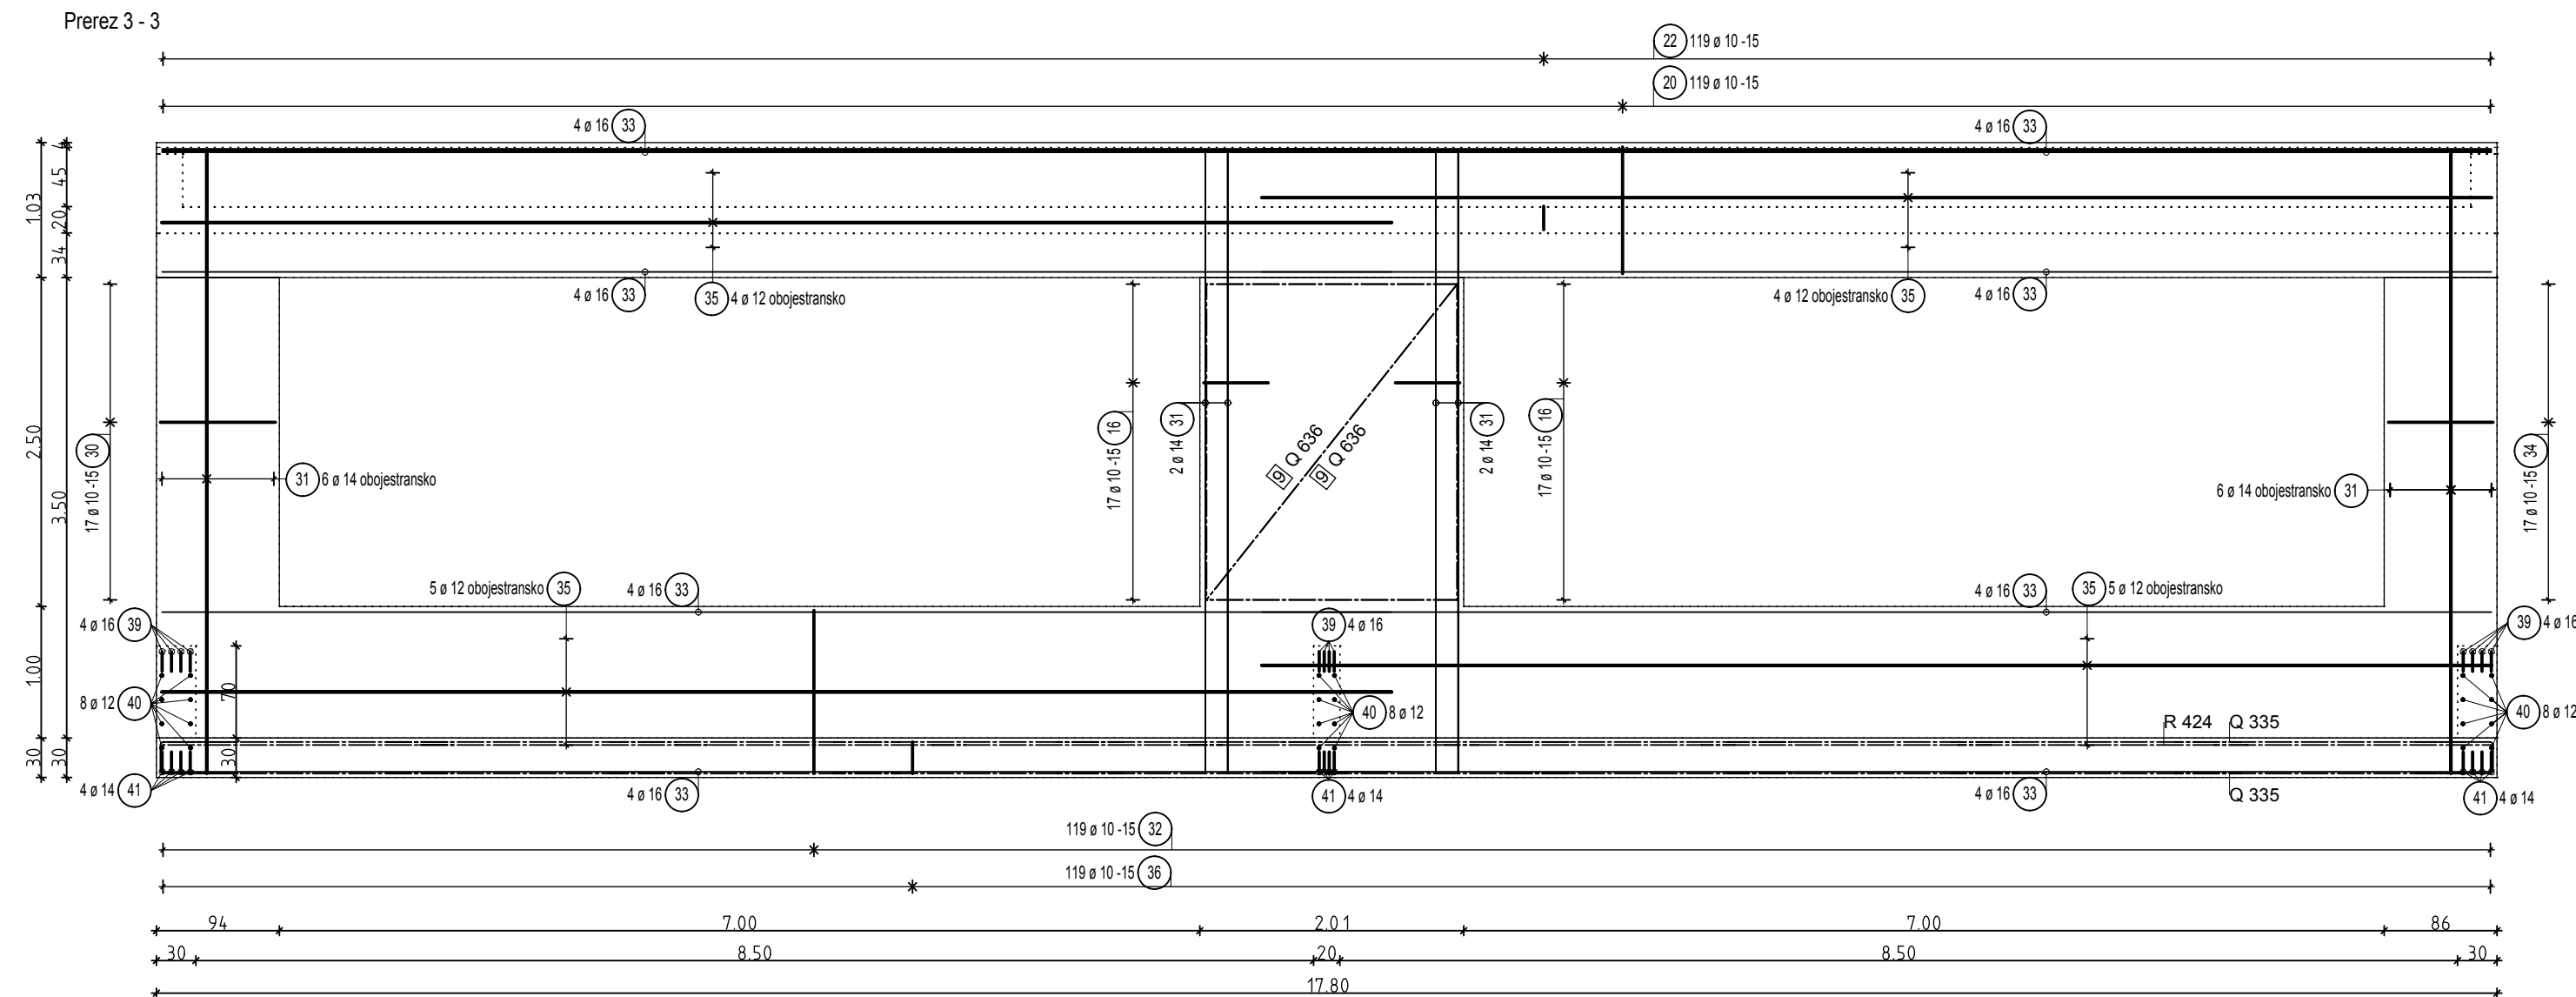 Prerez 3 - 3
22 119 ø 10 -15
20 119 ø 10 -15
4 ø 16 33
4 ø 16 33
4
45
1.03
20
34
4 ø 16 33
35 4 ø 12 obojestransko
4 ø 12 obojestransko 35
4 ø 16 33
2.50
3.50
17 ø 10 -15 30
31 6 ø 14 obojestransko
17 ø 10 -15 16
2 ø 14 31
9 Q 636
9 Q 636
2 ø 14 31
17 ø 10 -15 16
6 ø 14 obojestransko 31
17 ø 10 -15 34
5 ø 12 obojestransko 35
4 ø 16 33
4 ø 16 33
35 5 ø 12 obojestransko
4 ø 16 39
39 4 ø 16
39 4 ø 16
1.00
70
8 ø 12 40
40 8 ø 12
40 8 ø 12
R 424 Q 335
30
30
30
4 ø 14 41
4 ø 16 33
41 4 ø 14
4 ø 16 33
Q 335
41 4 ø 14
119 ø 10 -15 32
119 ø 10 -15 36
94 7.00 2.01 7.00 86
30 8.50 20 8.50 30
17.80